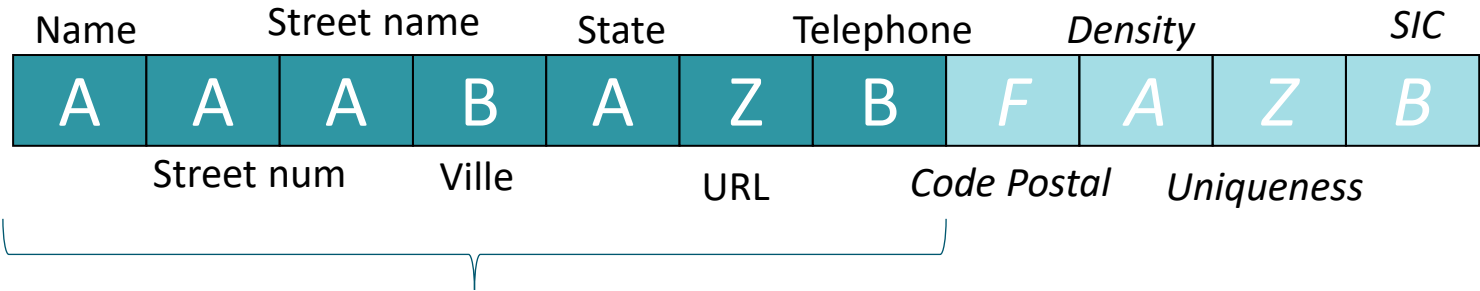 Name Street name State Telephone Density SIC
A A A B A Z B F A Z B
Street num Ville URL Code Postal Uniqueness